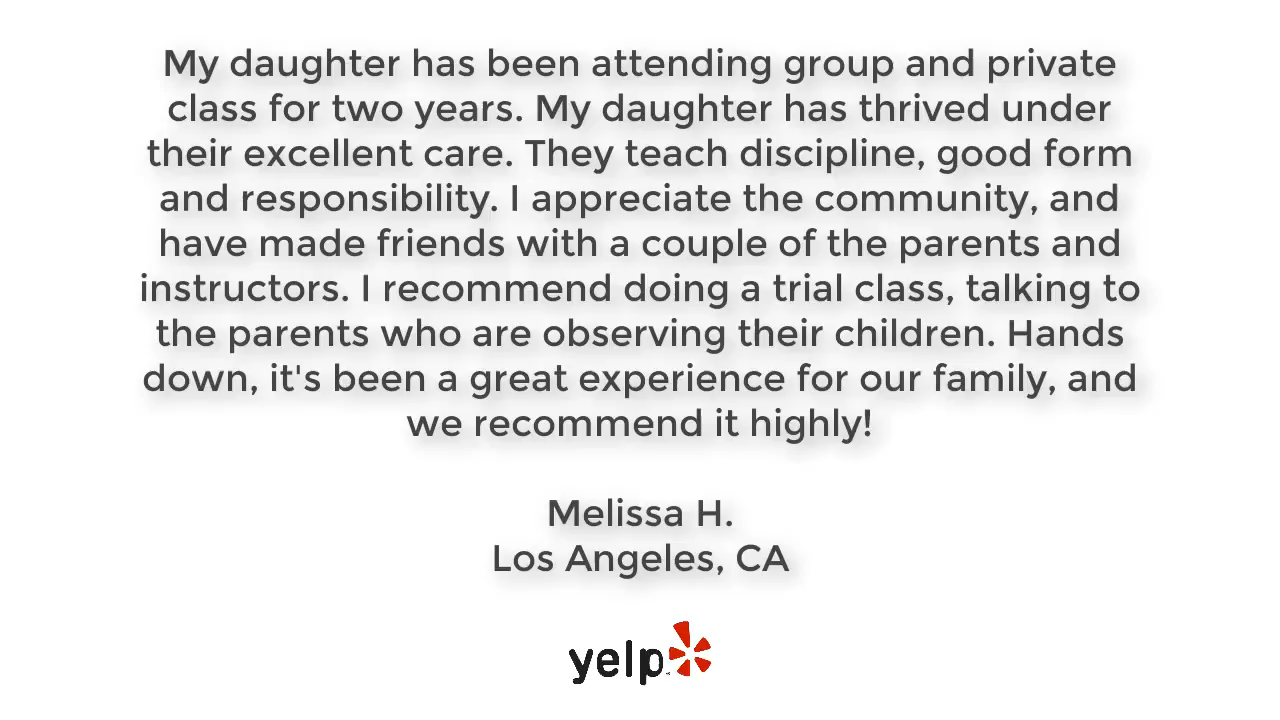 My daughter has been attending group and private
class for two years. My daughter has thrived under
their excellent care. They teach discipline, good form
and responsibility. I appreciate the community, and
have made friends with a couple of the parents and
instructors. I recommend doing a trial class, talking to
the parents who are observing their children. Hands
down, it's been a great experience for our family, and
we recommend it highly!
Melissa H.
Los Angeles, CA
yelp